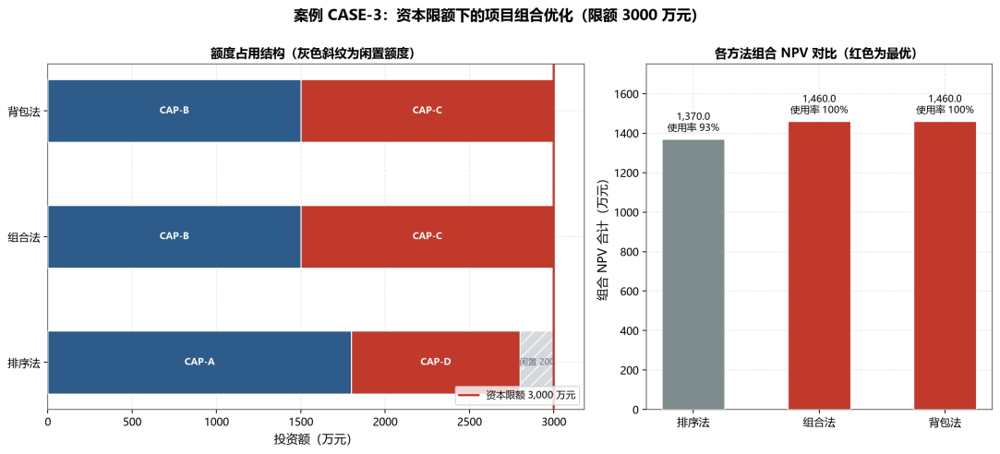 案例 CASE-3：资本限额下的项目组合优化（限额 3000 万元）
额度占用结构（灰色斜纹为闲置额度）
背包法
CAP-B
CAP-C
组合法
CAP-B
CAP-C
排序法
CAP-A
CAP-D
闲置 200
资本限额 3,000 万元
0
500
1000
1500
2000
2500
3000
投资额（万元）
各方法组合 NPV 对比（红色为最优）
组合 NPV 合计（万元）
1600
1400
1200
1000
800
600
400
200
0
1,370.0
使用率 93%
1,460.0
使用率 100%
1,460.0
使用率 100%
排序法
组合法
背包法